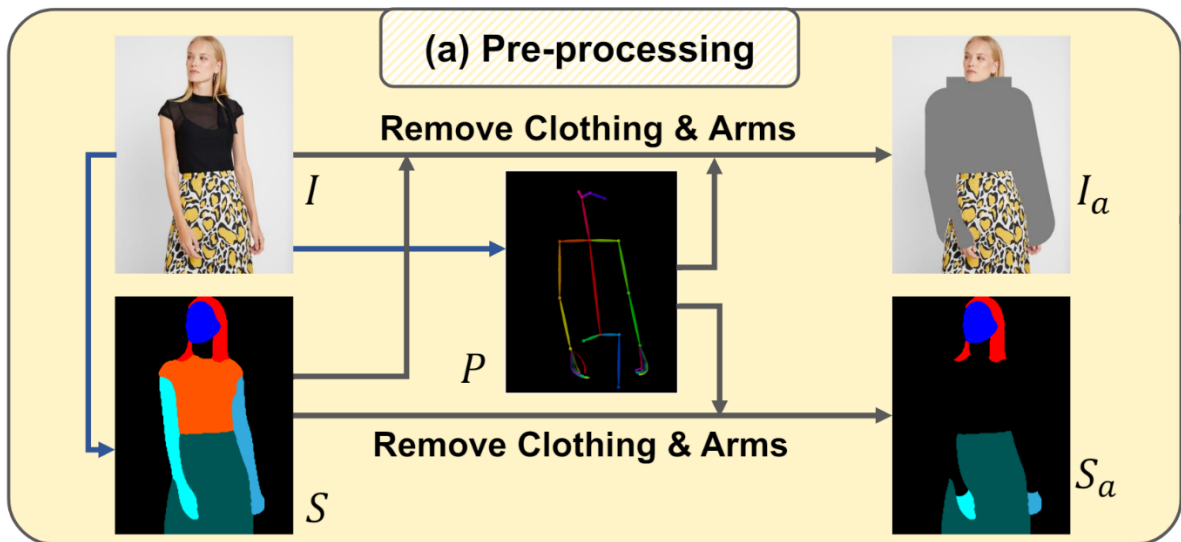 (a) Pre-processing
Remove Clothing & Arms
I
I_a
P
Remove Clothing & Arms
S
S_a